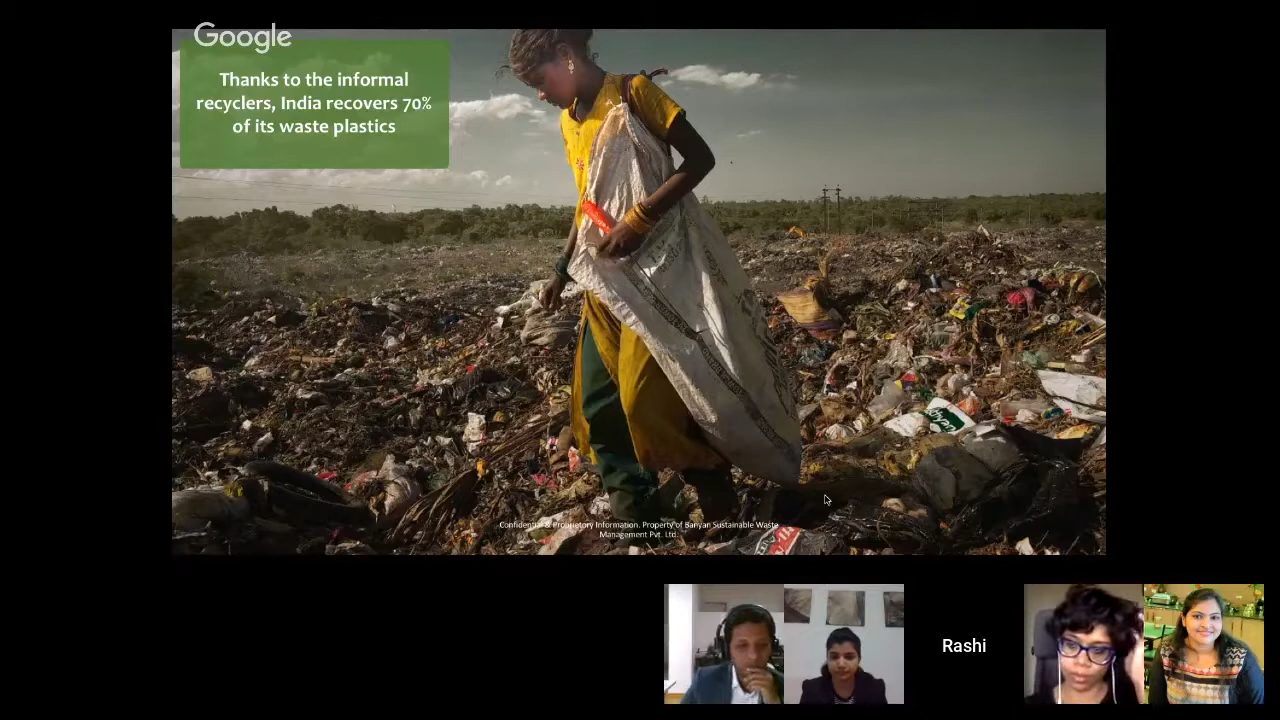 Google
Thanks to the informal
recyclers, India recovers 70%
of its waste plastics
Confidential & Proprietary Information. Property of Banyan Sustainable Waste
Management Pvt. Ltd.
Rashi